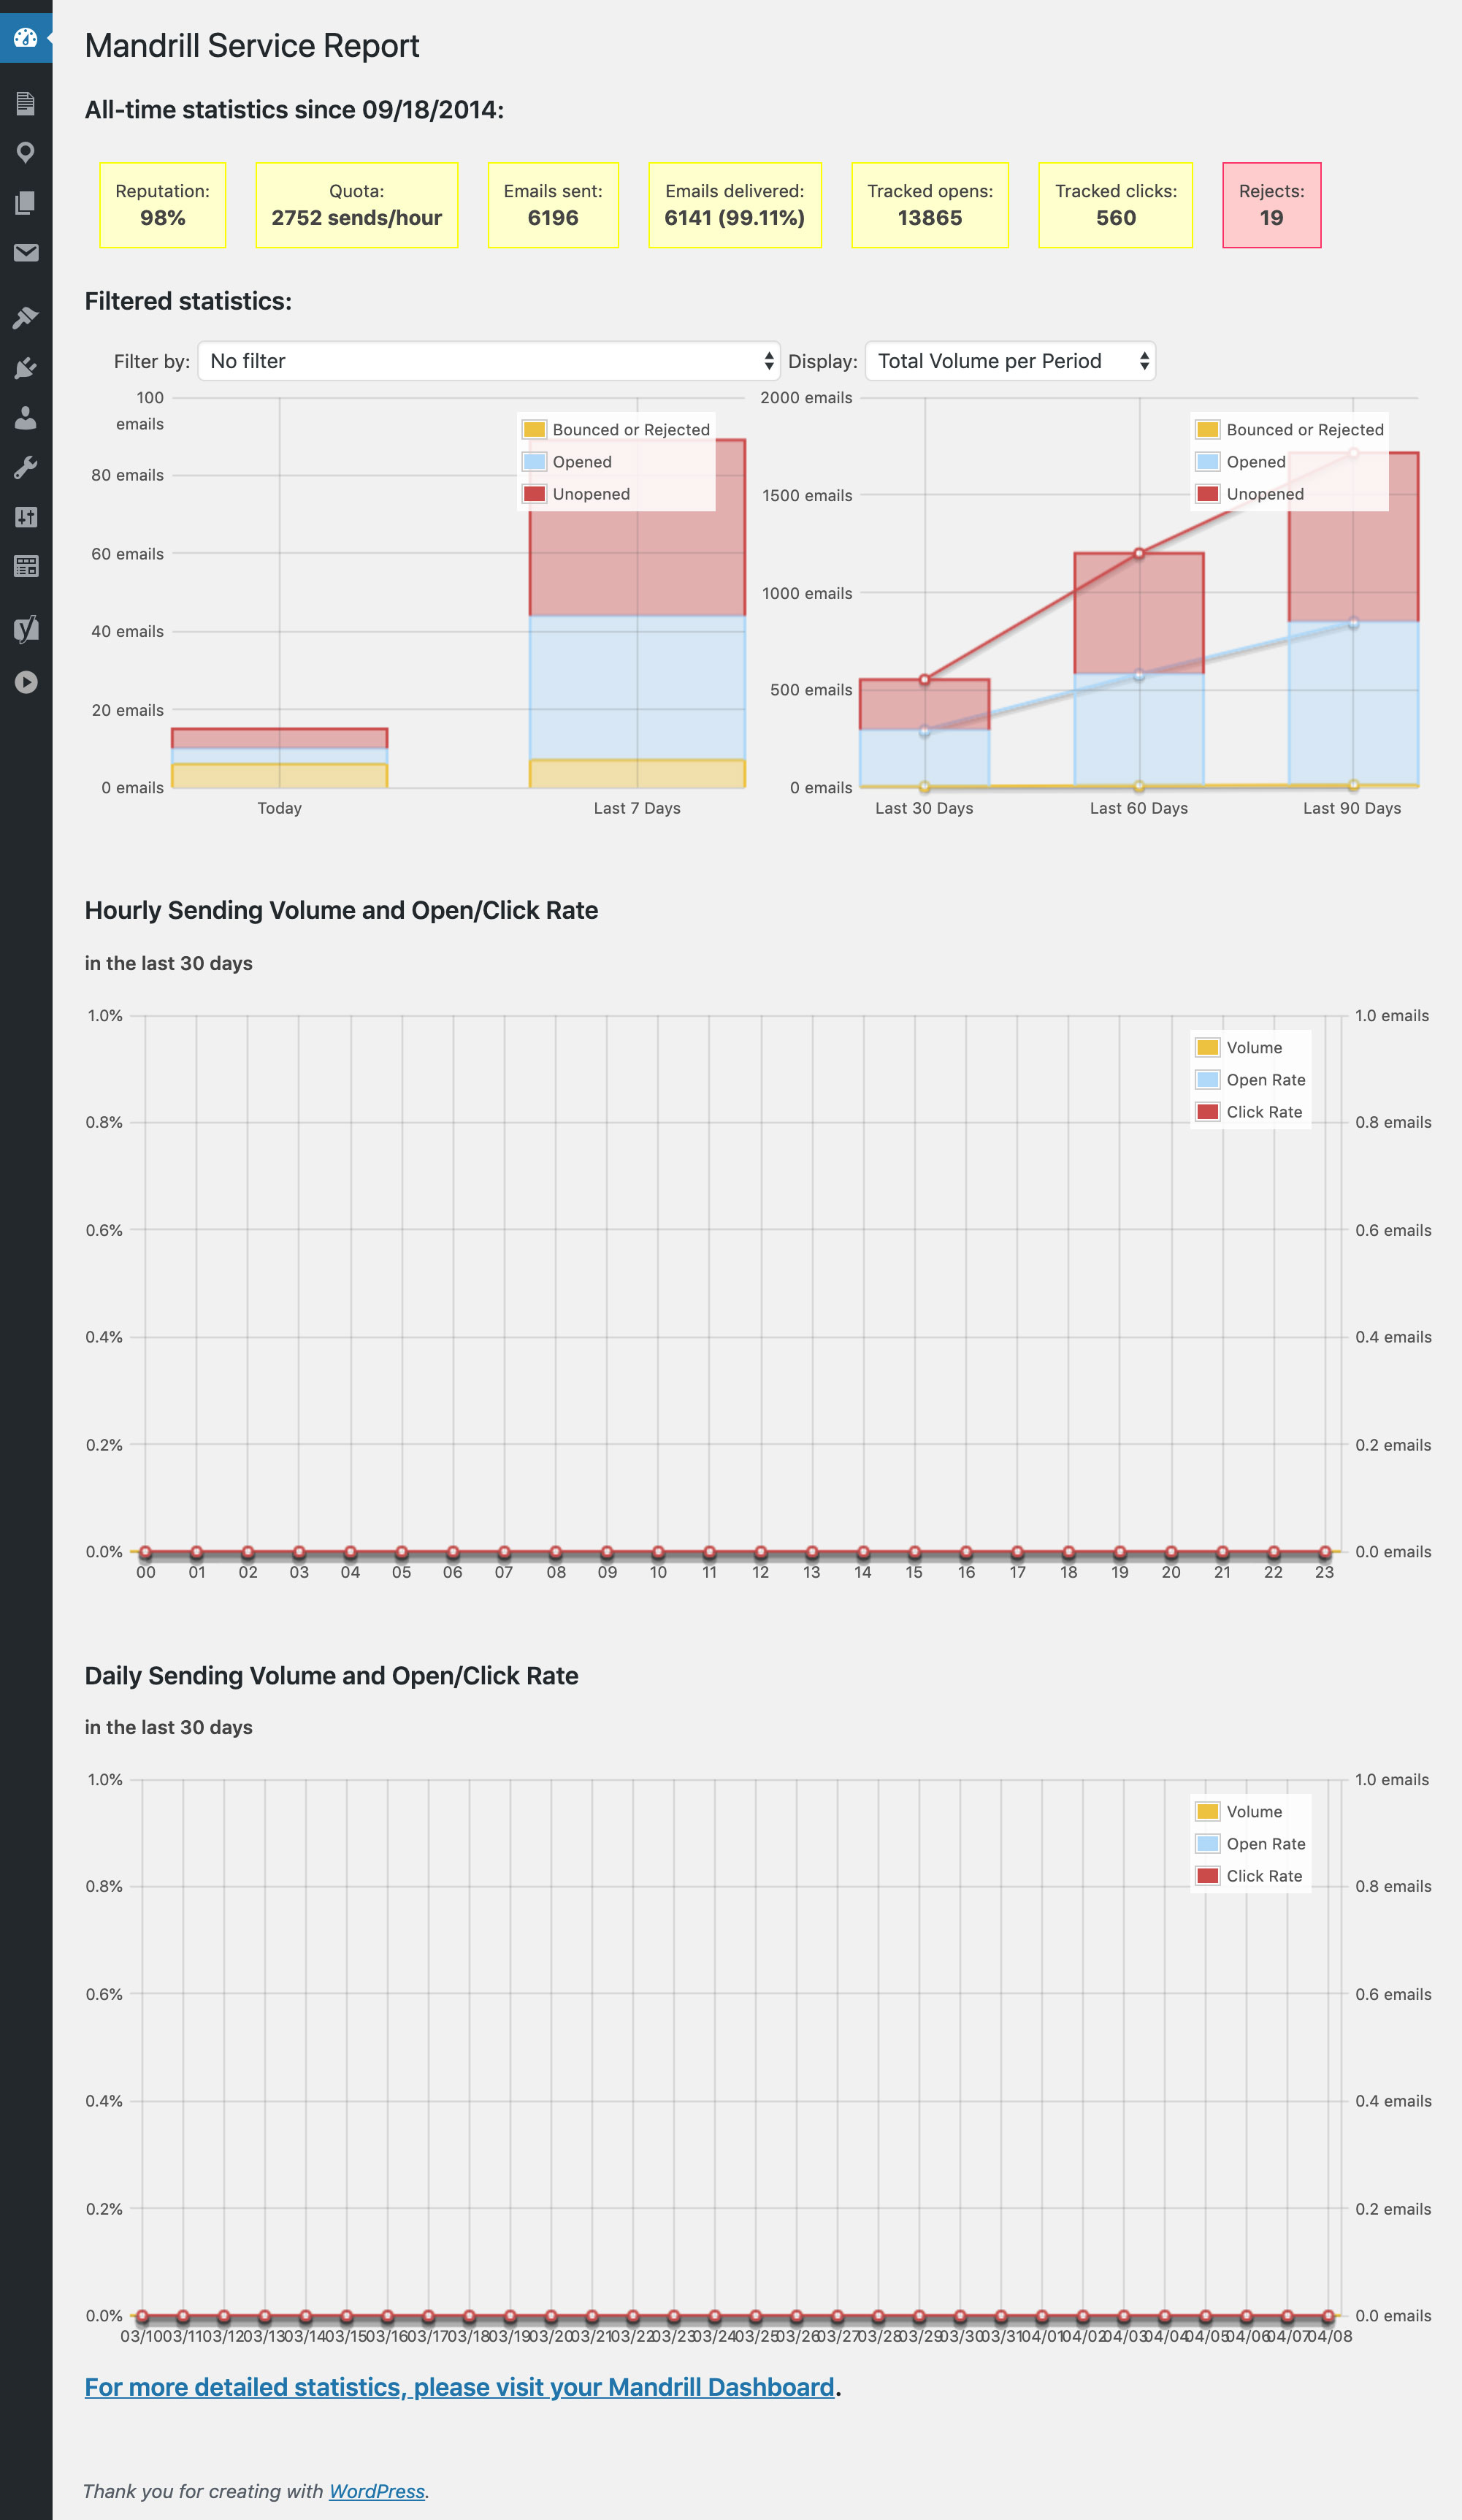 Mandrill Service Report
All-time statistics since 09/18/2014:
Reputation:
98%
Quota:
2752 sends/hour
Emails sent:
6196
Emails delivered:
6141 (99.11%)
Tracked opens:
13865
Tracked clicks:
560
Rejects:
19
Filtered statistics:
Filter by: No filter Display: Total Volume per Period
100
emails
80 emails
60 emails
40 emails
20 emails
0 emails
Bounced or Rejected
Opened
Unopened
Today Last 7 Days
2000 emails
1500 emails
1000 emails
500 emails
0 emails
Bounced or Rejected
Opened
Unopened
Last 30 Days Last 60 Days Last 90 Days
Hourly Sending Volume and Open/Click Rate
in the last 30 days
1.0% 1.0 emails
Volume
Open Rate
Click Rate
0.8% 0.8 emails
0.6% 0.6 emails
0.4% 0.4 emails
0.2% 0.2 emails
0.0% 0.0 emails
00 01 02 03 04 05 06 07 08 09 10 11 12 13 14 15 16 17 18 19 20 21 22 23
Daily Sending Volume and Open/Click Rate
in the last 30 days
1.0% 1.0 emails
Volume
Open Rate
Click Rate
0.8% 0.8 emails
0.6% 0.6 emails
0.4% 0.4 emails
0.2% 0.2 emails
0.0% 0.0 emails
03/10 03/11 03/12 03/13 03/14 03/15 03/16 03/17 03/18 03/19 03/20 03/21 03/22 03/23 03/24 03/25 03/26 03/27 03/28 03/29 03/30 03/31 04/01 04/02 04/03 04/04 04/05 04/06 04/07 04/08
For more detailed statistics, please visit your Mandrill Dashboard.
Thank you for creating with WordPress.